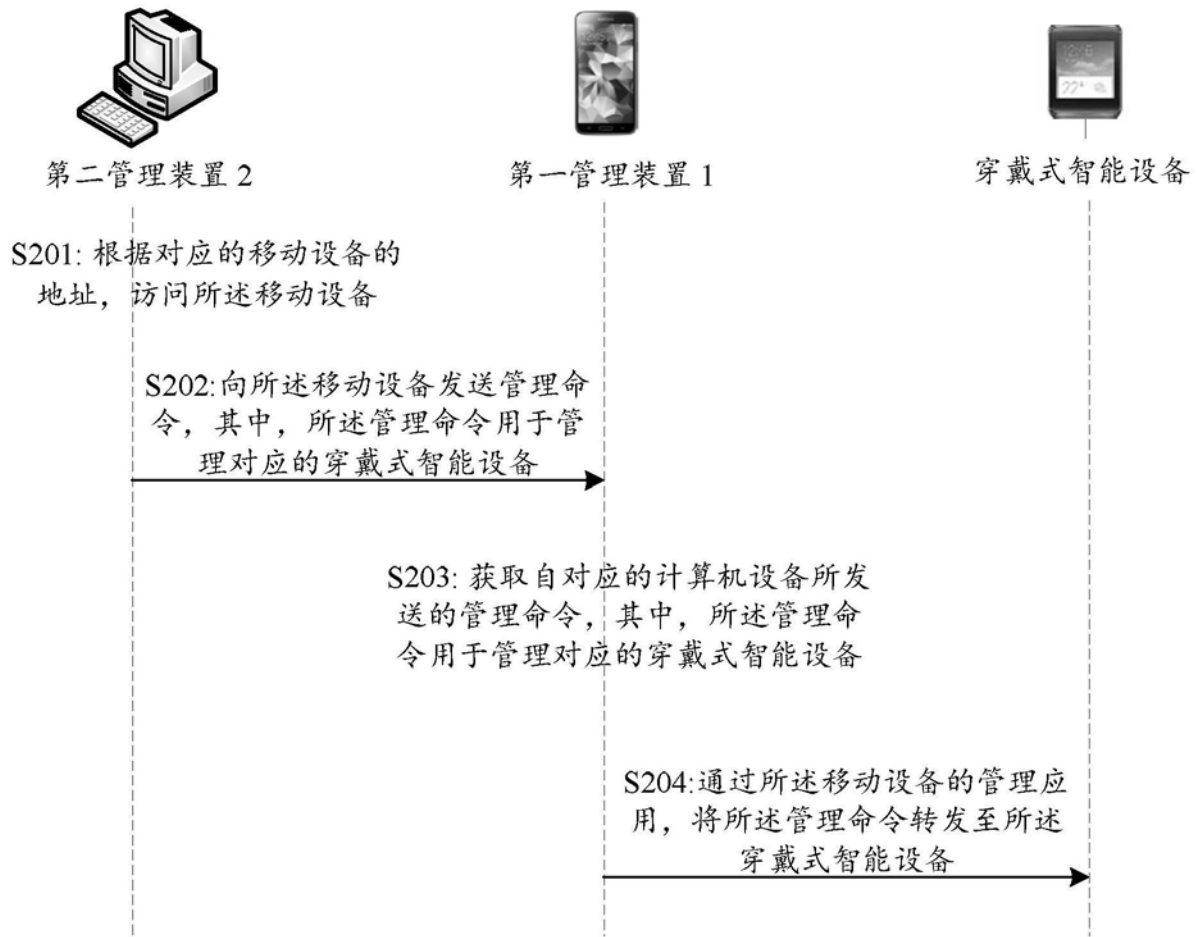 第二管理装置 2
第一管理装置 1
穿戴式智能设备
S201: 根据对应的移动设备的
地址，访问所述移动设备
S202:向所述移动设备发送管理命
令，其中，所述管理命令用于管
理对应的穿戴式智能设备
S203: 获取自对应的计算机设备所发
送的管理命令，其中，所述管理命
令用于管理对应的穿戴式智能设备
S204:通过所述移动设备的管理应
用，将所述管理命令转发至所述
穿戴式智能设备